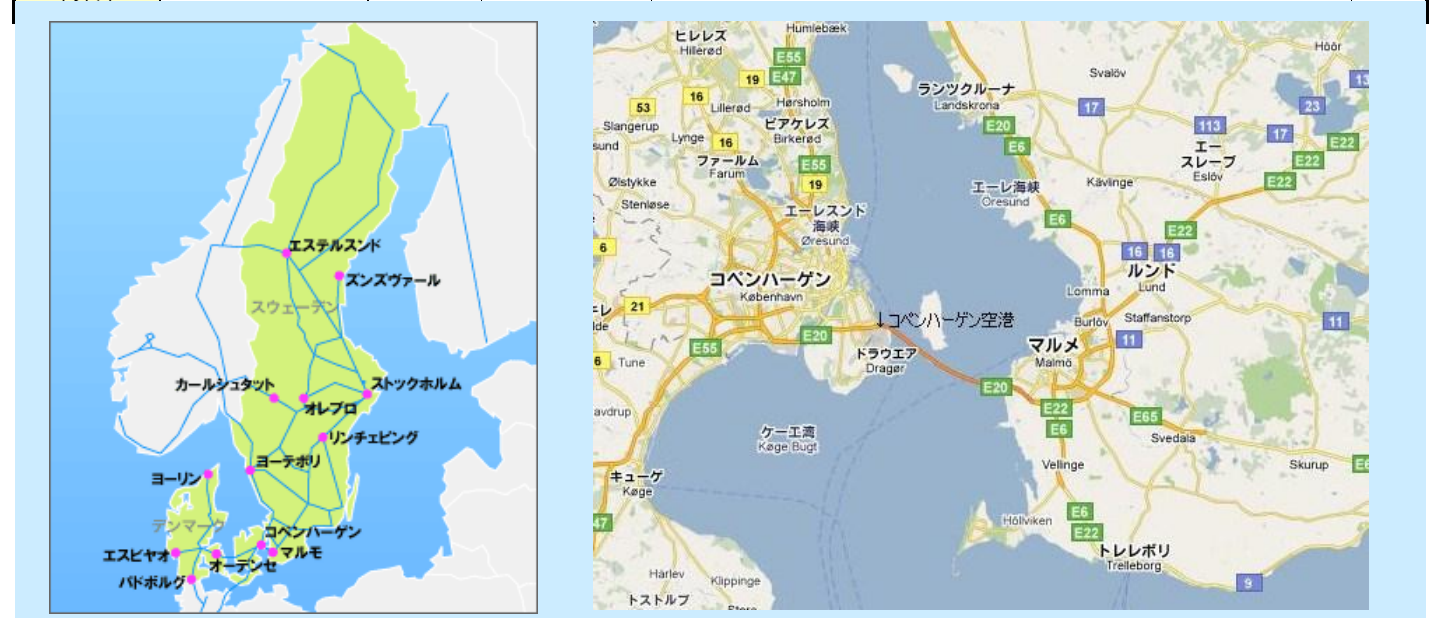 エステルスンド
ズンズヴァール
スウェーデン
カールシュタット
ストックホルム
オレブロ
リンチェピング
ヨーテボリ
ヨーリン
デンマーク
コペンハーゲン
マルモ
エスビヤオ
オーデンセ
パドボルグ
Humlebæk
ヒレレズ
Hillerød
E55
E47
19
16
53
Lillerød
Hørsholm
Slangerup
ビアケレズ
Birkerød
Lynge
16
sund
ファールム
Farum
E55
19
Ølstykke
Stenløse
エーレスンド
海峡
Øresund
6
コペンハーゲン
København
21
↓コペンハーゲン空港
E20
E55
Tune
6
ドラウエア
Dragør
avdrup
ケーエ湾
Køge Bugt
キューゲ
Køge
47
Hårlev
Klippinge
トストルプ
Höör
Svalöv
13
ランツクルーナ
Landskrona
17
23
E20
E6
113
17
E22
エー
スレーブ
Eslöv
E22
E22
Kävlinge
エーレ海峡
Öresund
E6
E22
16
16
ルンド
Lund
Lomma
Burlöv
Staffanstorp
11
11
マルメ
Malmö
E20
E22
E6
E65
Svedala
Vellinge
Skurup
E6
Höllviken
E22
トレレボリ
Trelleborg
9